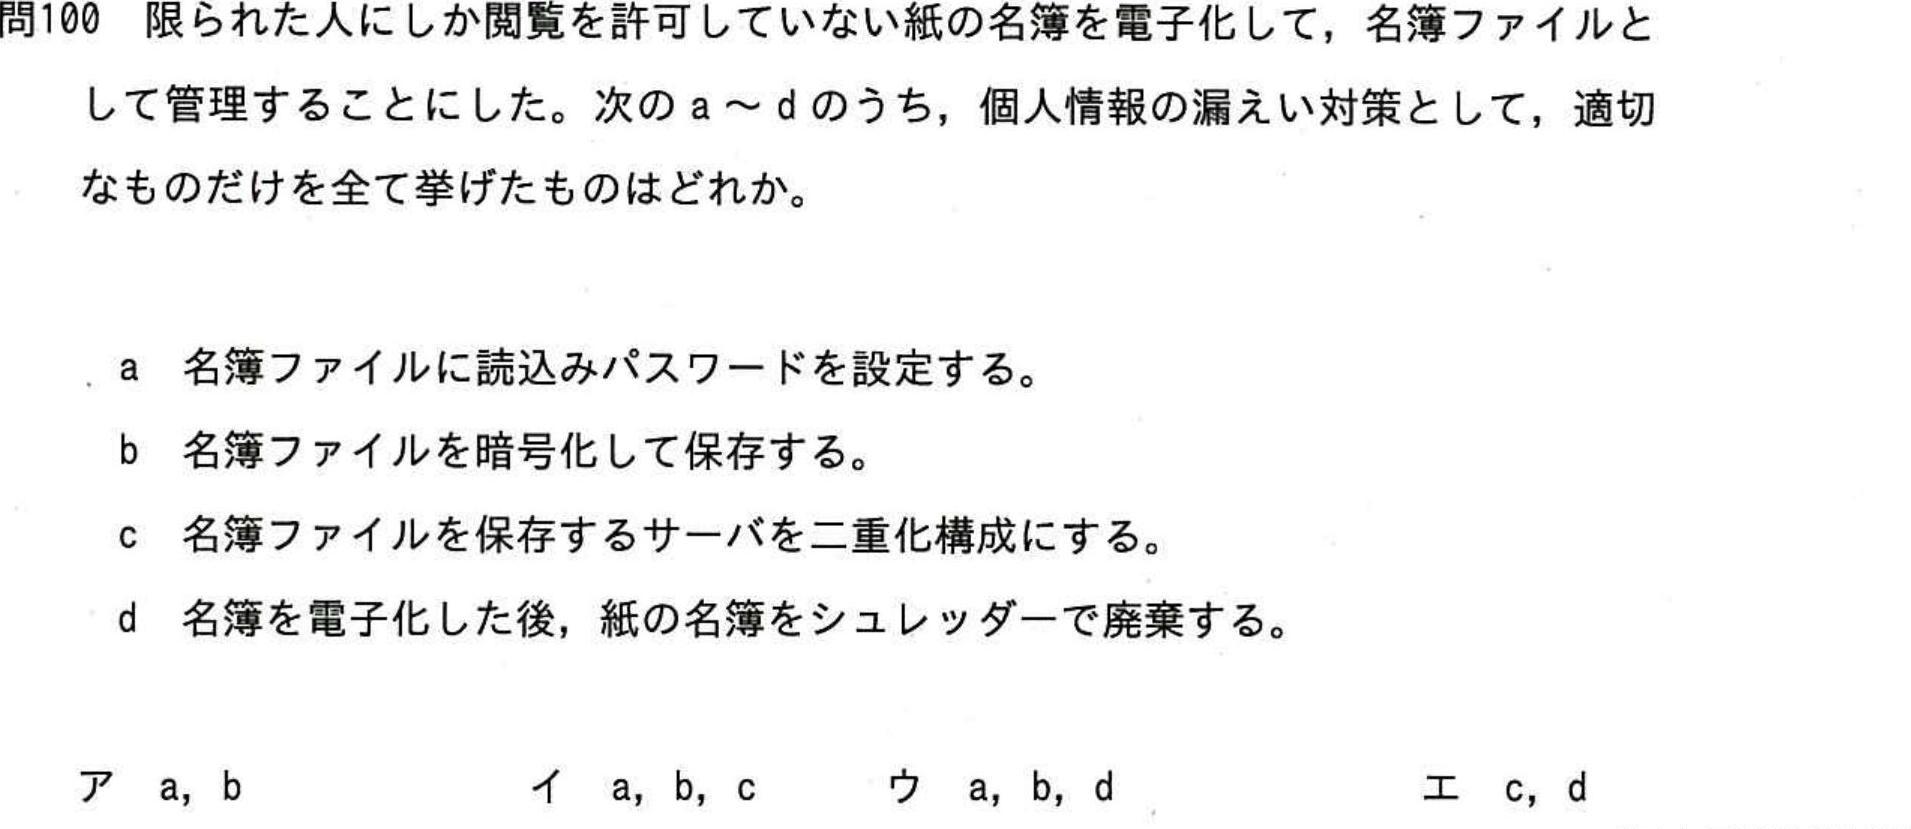 問100　限られた人にしか閲覧を許可していない紙の名簿を電子化して，名簿ファイルと
して管理することにした。次の a ～ d のうち，個人情報の漏えい対策として，適切
なものだけを全て挙げたものはどれか。
a　名簿ファイルに読込みパスワードを設定する。
b　名簿ファイルを暗号化して保存する。
c　名簿ファイルを保存するサーバを二重化構成にする。
d　名簿を電子化した後，紙の名簿をシュレッダーで廃棄する。
ア　a，b　イ　a，b，c　ウ　a，b，d　エ　c，d